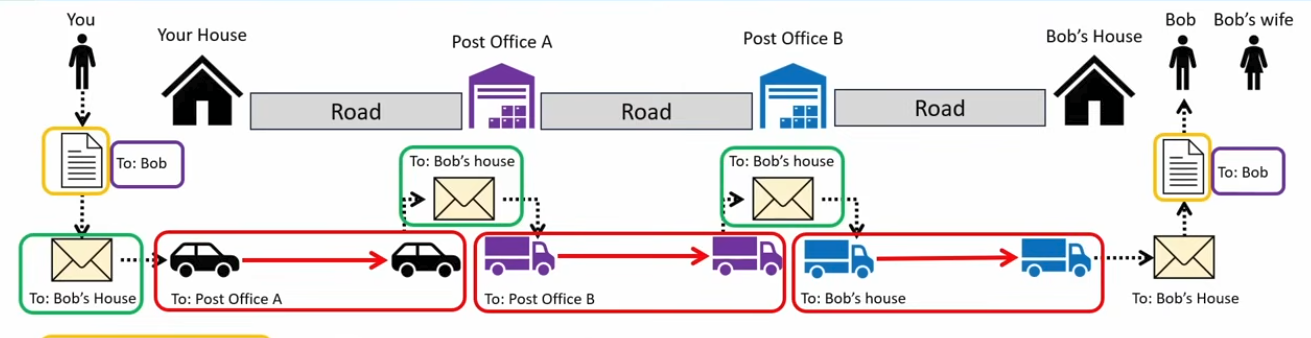 You
Your House
Post Office A
Post Office B
Bob's House
Bob
Bob's wife
Road
Road
Road
To: Bob
To: Bob's house
To: Bob's house
To: Bob
To: Bob's House
To: Post Office A
To: Post Office B
To: Bob's house
To: Bob's House